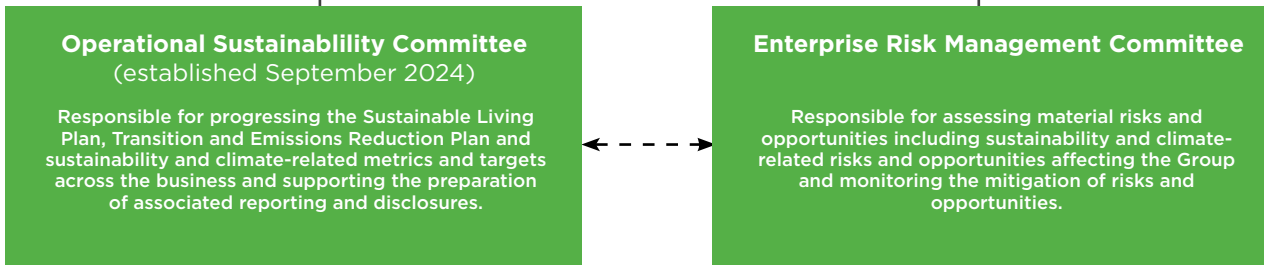 Operational Sustainablility Committee
(established September 2024)
Responsible for progressing the Sustainable Living
Plan, Transition and Emissions Reduction Plan and
sustainability and climate-related metrics and targets
across the business and supporting the preparation
of associated reporting and disclosures.
Enterprise Risk Management Committee
Responsible for assessing material risks and
opportunities including sustainability and climate-
related risks and opportunities affecting the Group
and monitoring the mitigation of risks and
opportunities.